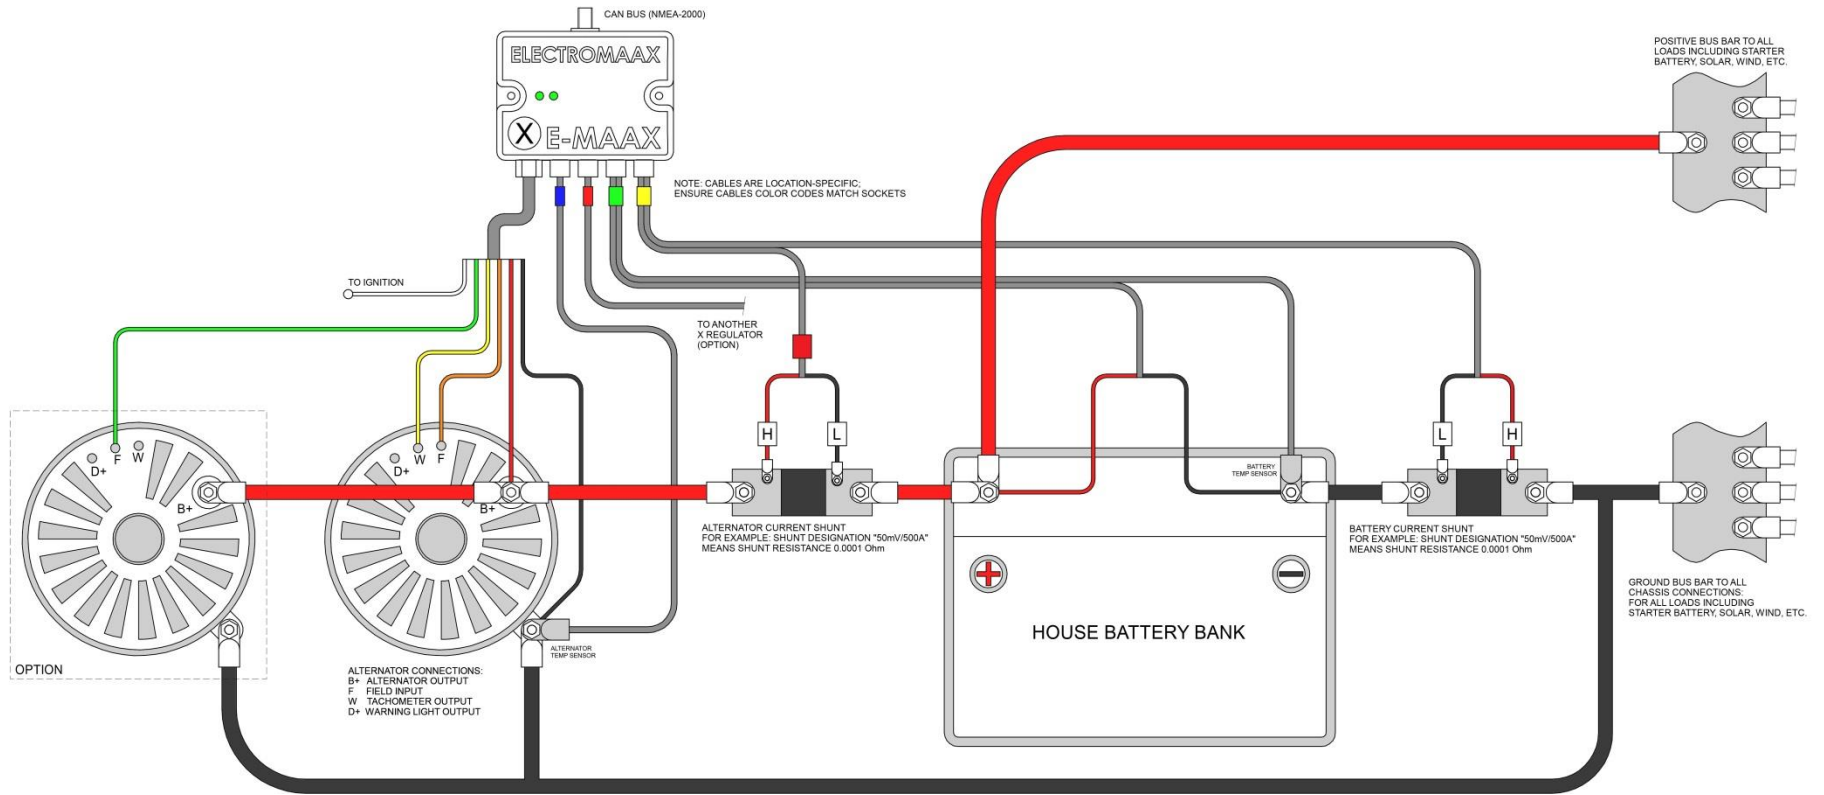 CAN BUS (NMEA-2000)
ELECTROMAAX
X E-MAAX
NOTE: CABLES ARE LOCATION-SPECIFIC;
ENSURE CABLES COLOR CODES MATCH SOCKETS
POSITIVE BUS BAR TO ALL
LOADS INCLUDING STARTER
BATTERY, SOLAR, WIND, ETC.
TO IGNITION
TO ANOTHER
X REGULATOR
(OPTION)
D+ F W
B+
OPTION
D+ W F
B+
ALTERNATOR
TEMP SENSOR
ALTERNATOR CONNECTIONS:
B+ ALTERNATOR OUTPUT
F FIELD INPUT
W TACHOMETER OUTPUT
D+ WARNING LIGHT OUTPUT
H L
ALTERNATOR CURRENT SHUNT
FOR EXAMPLE: SHUNT DESIGNATION "50mV/500A"
MEANS SHUNT RESISTANCE 0.0001 Ohm
BATTERY
TEMP SENSOR
+ −
HOUSE BATTERY BANK
L H
BATTERY CURRENT SHUNT
FOR EXAMPLE: SHUNT DESIGNATION "50mV/500A"
MEANS SHUNT RESISTANCE 0.0001 Ohm
GROUND BUS BAR TO ALL
CHASSIS CONNECTIONS:
FOR ALL LOADS INCLUDING
STARTER BATTERY, SOLAR, WIND, ETC.